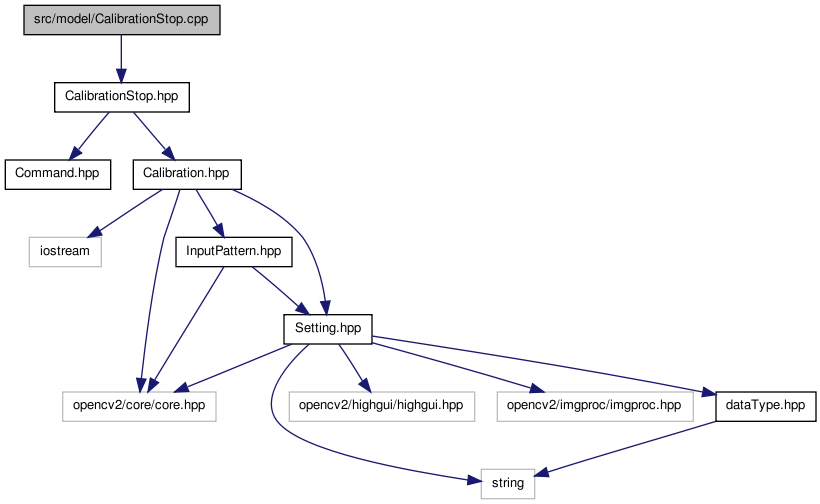 src/model/CalibrationStop.cpp
CalibrationStop.hpp
Command.hpp
Calibration.hpp
iostream
InputPattern.hpp
Setting.hpp
opencv2/core/core.hpp
opencv2/highgui/highgui.hpp
opencv2/imgproc/imgproc.hpp
dataType.hpp
string